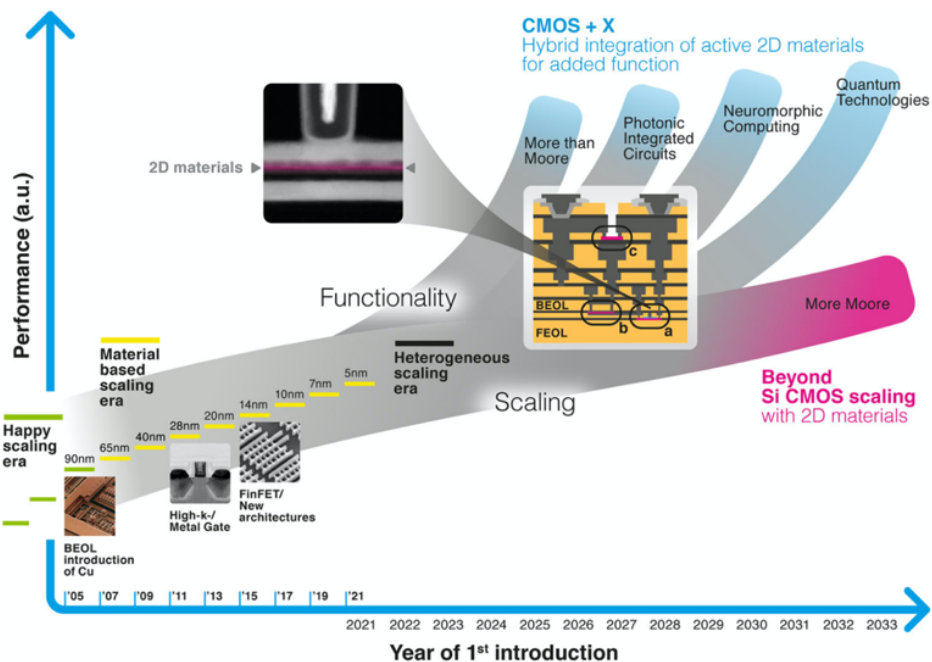 CMOS + X
Hybrid integration of active 2D materials
for added function
Quantum
Technologies
Neuromorphic
Computing
Photonic
Integrated
Circuits
More than
Moore
2D materials
Performance (a.u.)
c
BEOL
FEOL
b
a
Functionality
More Moore
Material
based
scaling
era
Heterogeneous
scaling
era
Scaling
Beyond
Si CMOS scaling
with 2D materials
Happy
scaling
era
90nm
65nm
40nm
28nm
20nm
14nm
10nm
7nm
5nm
BEOL
introduction
of Cu
High-k-/
Metal Gate
FinFET/
New
architectures
'05 '07 '09 '11 '13 '15 '17 '19 '21
2021 2022 2023 2024 2025 2026 2027 2028 2029 2030 2031 2032 2033
Year of 1st introduction